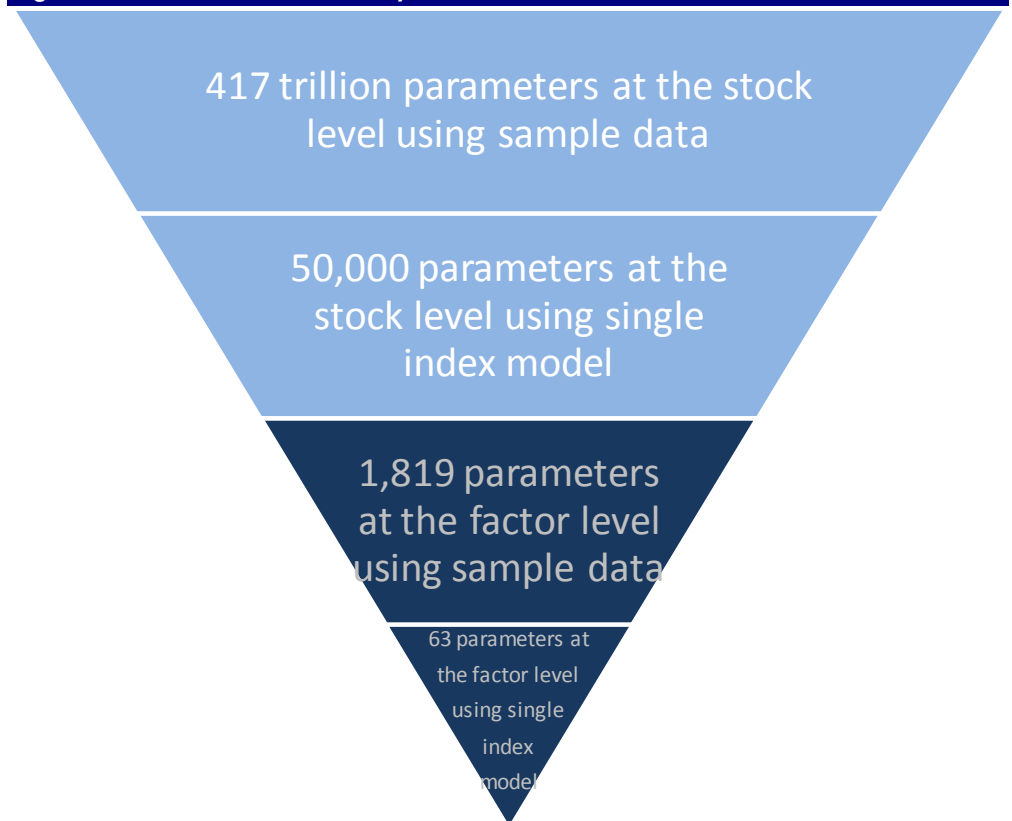 417 trillion parameters at the stock
level using sample data
50,000 parameters at the
stock level using single
index model
1,819 parameters
at the factor level
using sample data
63 parameters at
the factor level
using single
index
model